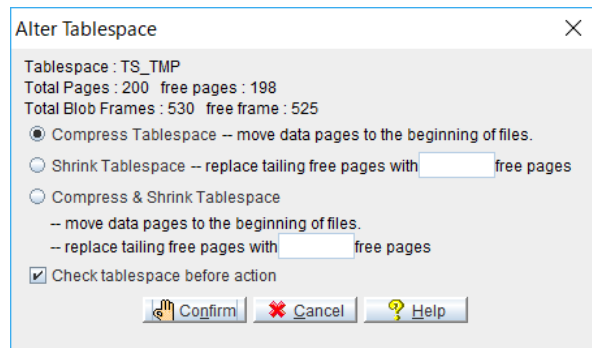 Alter Tablespace
Tablespace : TS_TMP
Total Pages : 200 free pages : 198
Total Blob Frames : 530 free frame : 525
Compress Tablespace -- move data pages to the beginning of files.
Shrink Tablespace -- replace tailing free pages with free pages
Compress & Shrink Tablespace
-- move data pages to the beginning of files.
-- replace tailing free pages with free pages
Check tablespace before action
Confirm Cancel Help